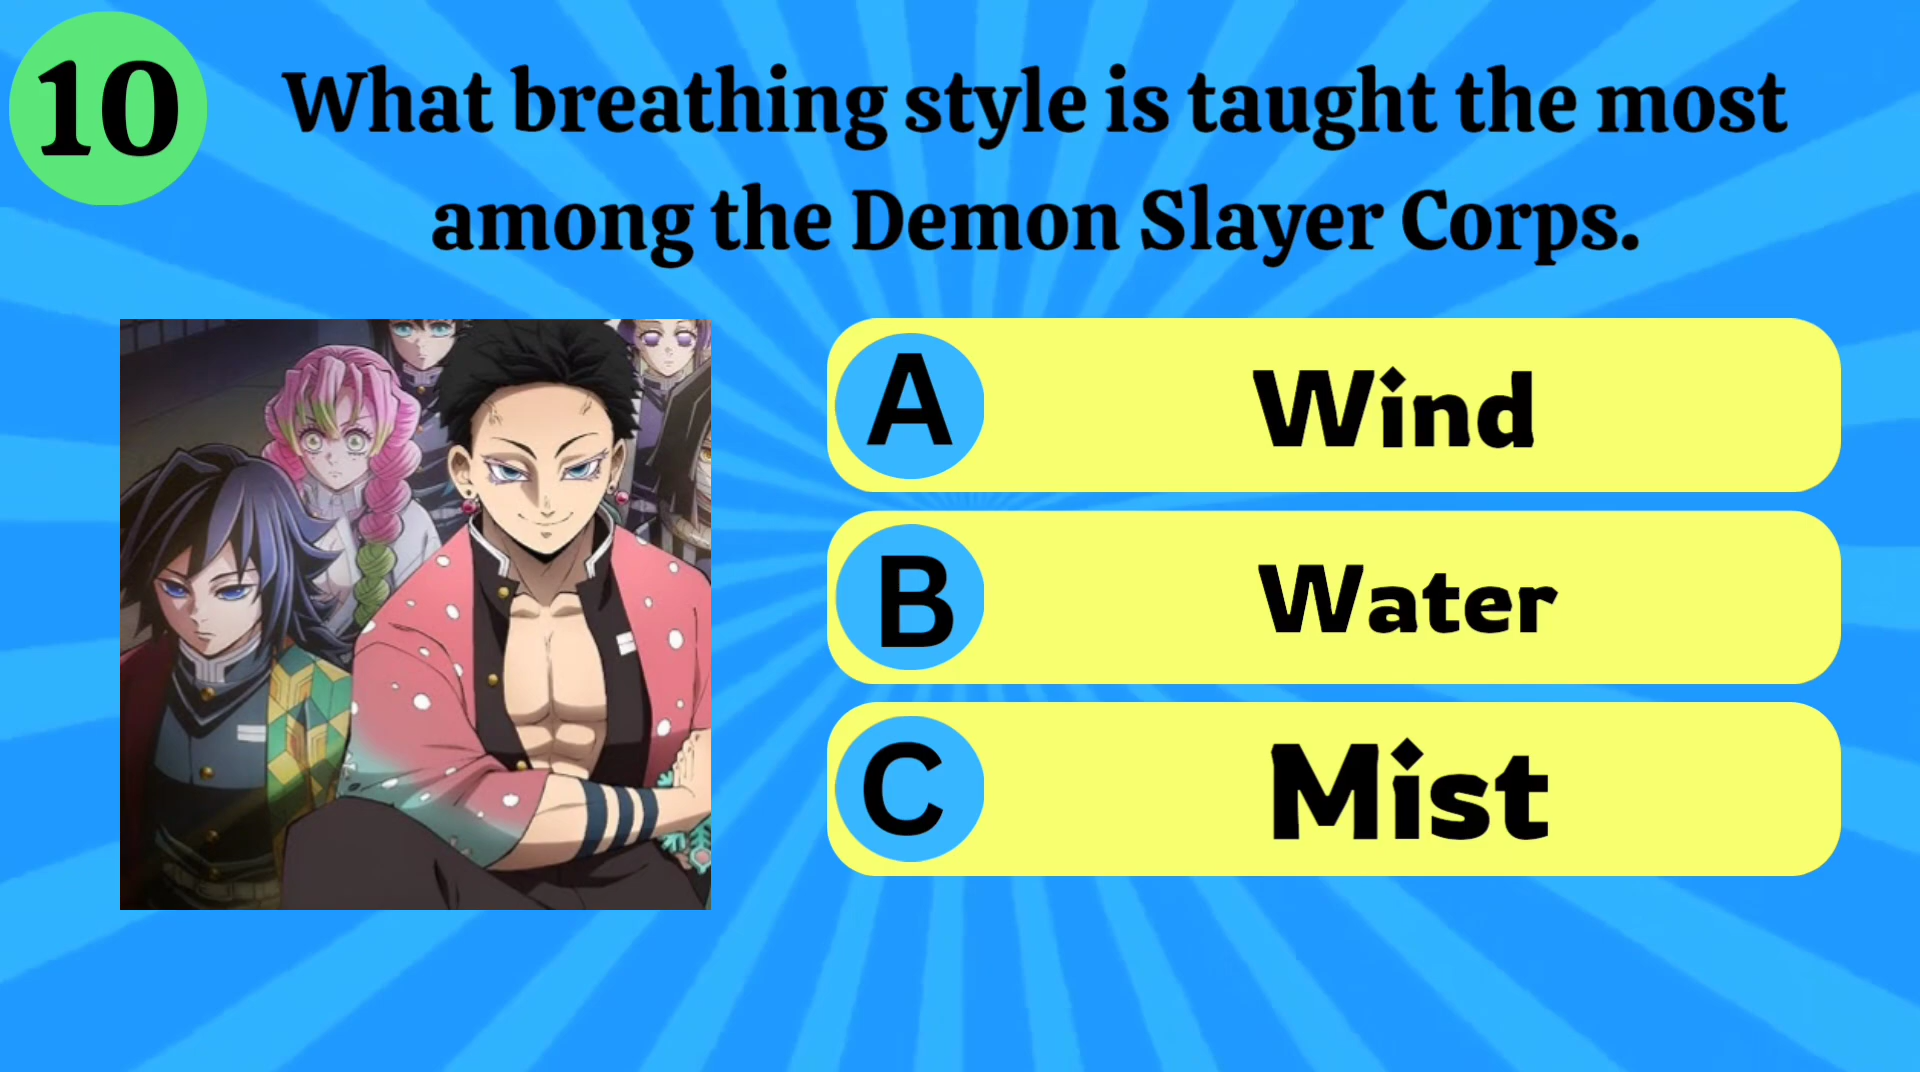 10
What breathing style is taught the most
among the Demon Slayer Corps.
A Wind
B Water
C Mist